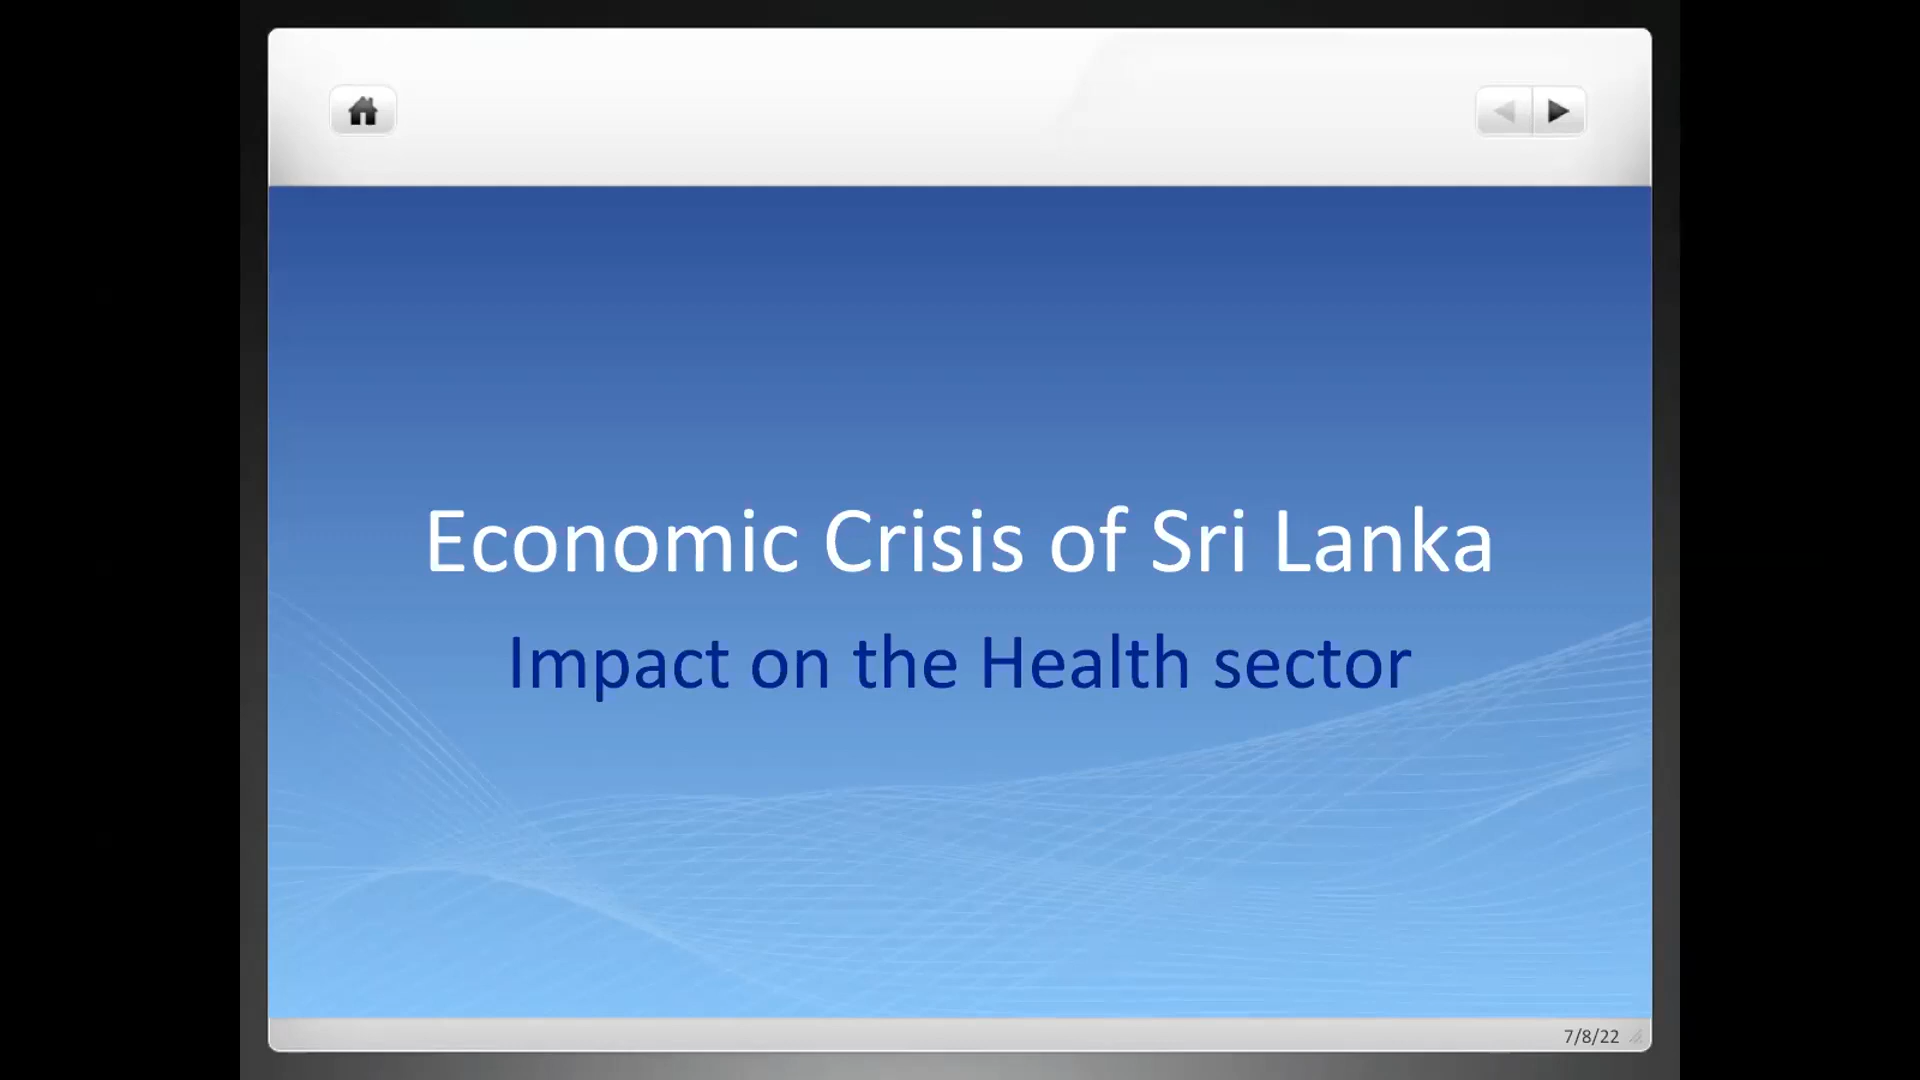 Economic Crisis of Sri Lanka
Impact on the Health sector
7/8/22